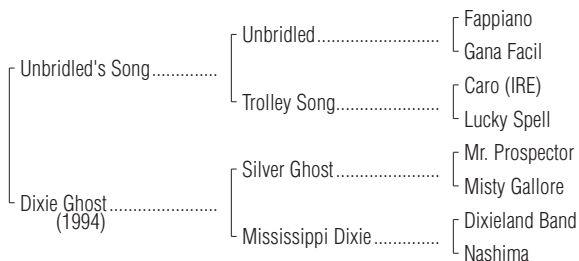 Fappiano
Unbridled
Gana Facil
Unbridled's Song
Caro (IRE)
Trolley Song
Lucky Spell
Mr. Prospector
Silver Ghost
Misty Gallore
Dixie Ghost
(1994)
Dixieland Band
Mississippi Dixie
Nashima